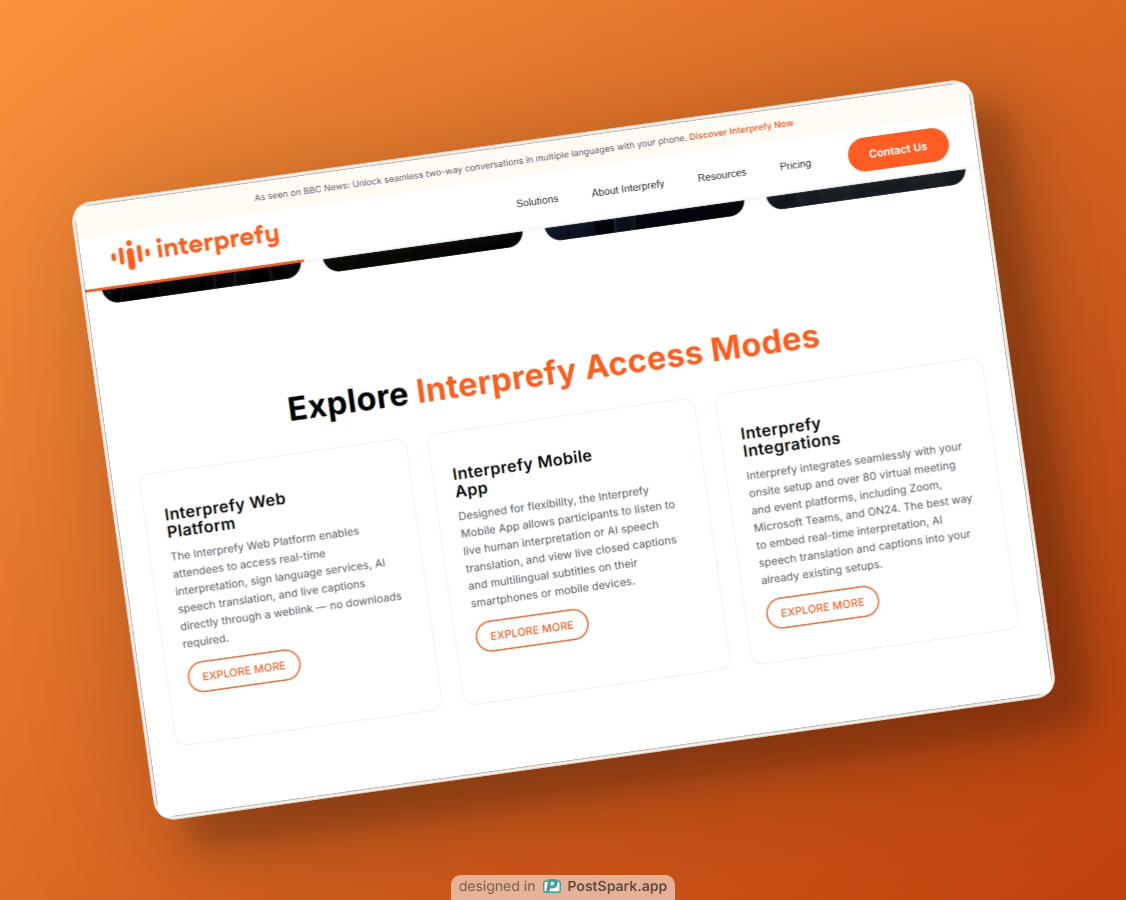 As seen on BBC News: Unlock seamless two-way conversations in multiple languages with your phone. Discover Interprefy Now
interprefy
Solutions
About Interprefy
Resources
Pricing
Contact Us
Explore Interprefy Access Modes
Interprefy Web
Platform
The Interprefy Web Platform enables
attendees to access real-time
interpretation, sign language services, AI
speech translation, and live captions
directly through a weblink — no downloads
required.
EXPLORE MORE
Interprefy Mobile
App
Designed for flexibility, the Interprefy
Mobile App allows participants to listen to
live human interpretation or AI speech
translation, and view live closed captions
and multilingual subtitles on their
smartphones or mobile devices.
EXPLORE MORE
Interprefy
Integrations
Interprefy integrates seamlessly with your
onsite setup and over 80 virtual meeting
and event platforms, including Zoom,
Microsoft Teams, and ON24. The best way
to embed real-time interpretation, AI
speech translation and captions into your
already existing setups.
EXPLORE MORE
designed in PostSpark.app